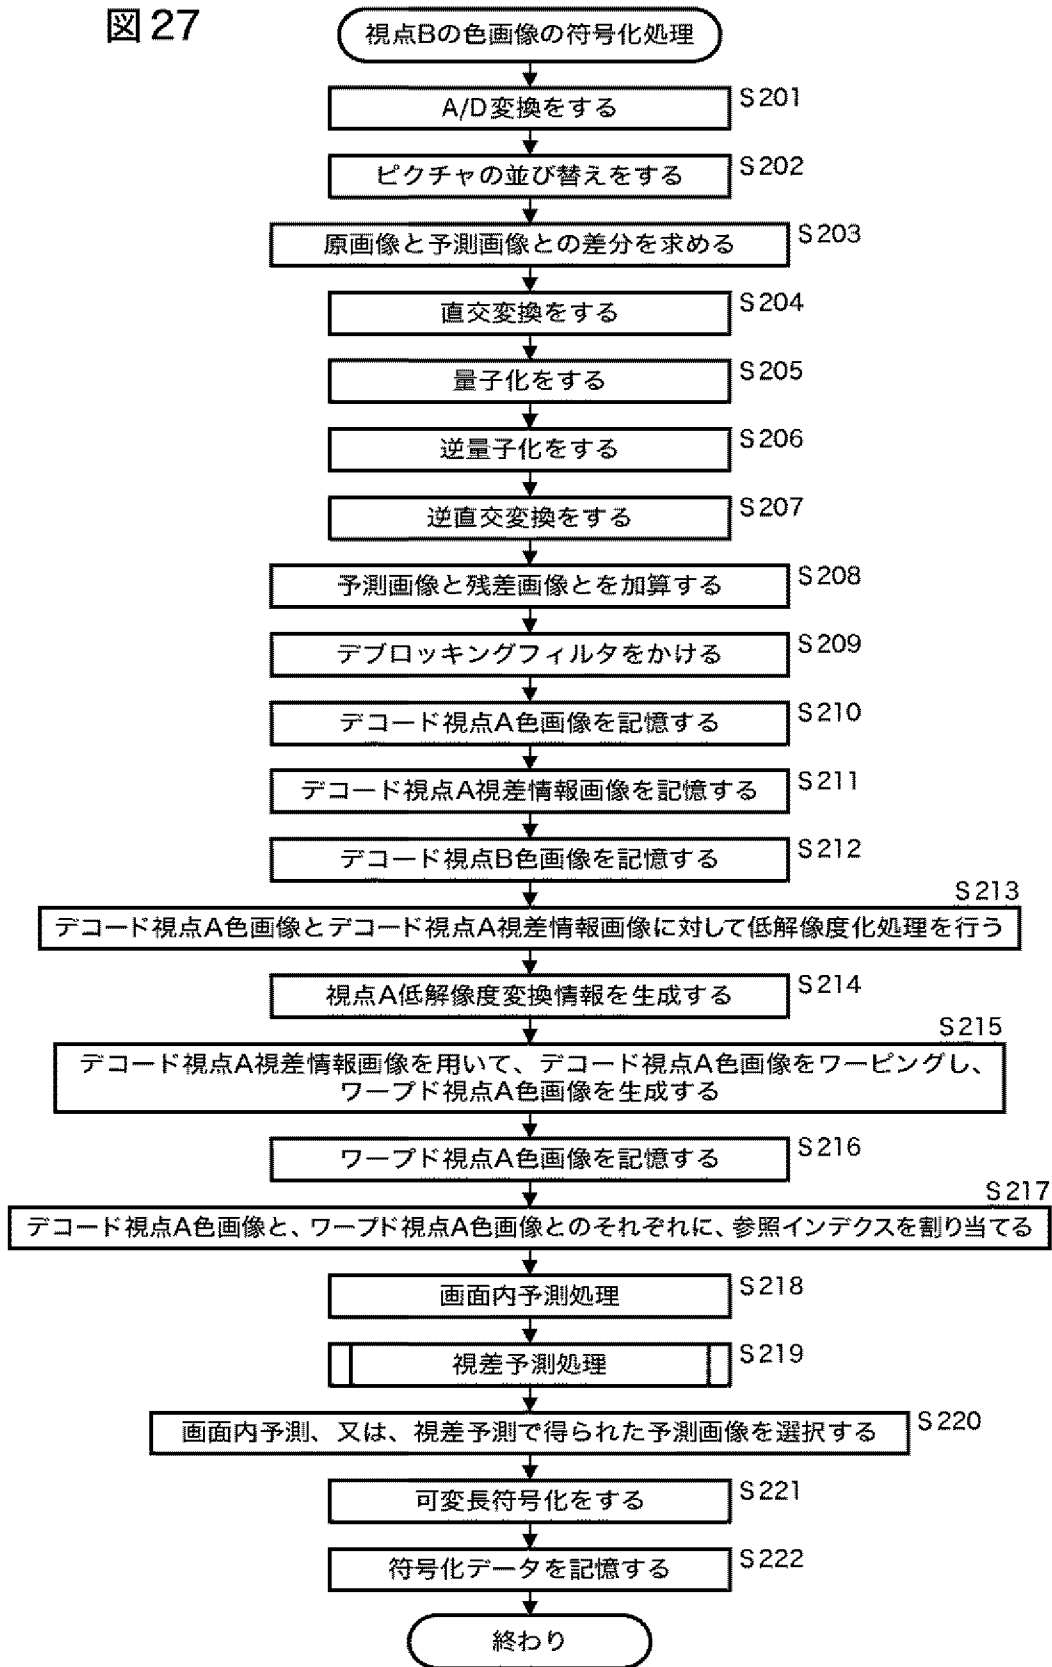 図27
視点Bの色画像の符号化処理
A/D変換をする
S201
ピクチャの並び替えをする
S202
原画像と予測画像との差分を求める
S203
直交変換をする
S204
量子化をする
S205
逆量子化をする
S206
逆直交変換をする
S207
予測画像と残差画像とを加算する
S208
デブロッキングフィルタをかける
S209
デコード視点A色画像を記憶する
S210
デコード視点A視差情報画像を記憶する
S211
デコード視点B色画像を記憶する
S212
S213
デコード視点A色画像とデコード視点A視差情報画像に対して低解像度化処理を行う
視点A低解像度変換情報を生成する
S214
S215
デコード視点A視差情報画像を用いて、デコード視点A色画像をワーピングし、
ワープド視点A色画像を生成する
ワープド視点A色画像を記憶する
S216
S217
デコード視点A色画像と、ワープド視点A色画像とのそれぞれに、参照インデクスを割り当てる
画面内予測処理
S218
視差予測処理
S219
画面内予測、又は、視差予測で得られた予測画像を選択する
S220
可変長符号化をする
S221
符号化データを記憶する
S222
終わり